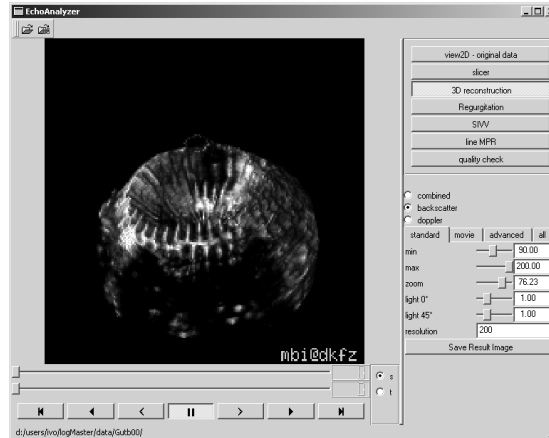 EchoAnalyzer
view2D - original data
slicer
3D reconstruction
Regurgitation
SIVV
line MPR
quality check
combined
backscatter
doppler
standard movie advanced all
min 90.00
max 200.00
zoom 76.23
light 0° 1.00
light 45° 1.00
resolution 200
Save Result Image
mbi@dkfz
s
t
d:/users/ivo/logMaster/data/Gutb00/